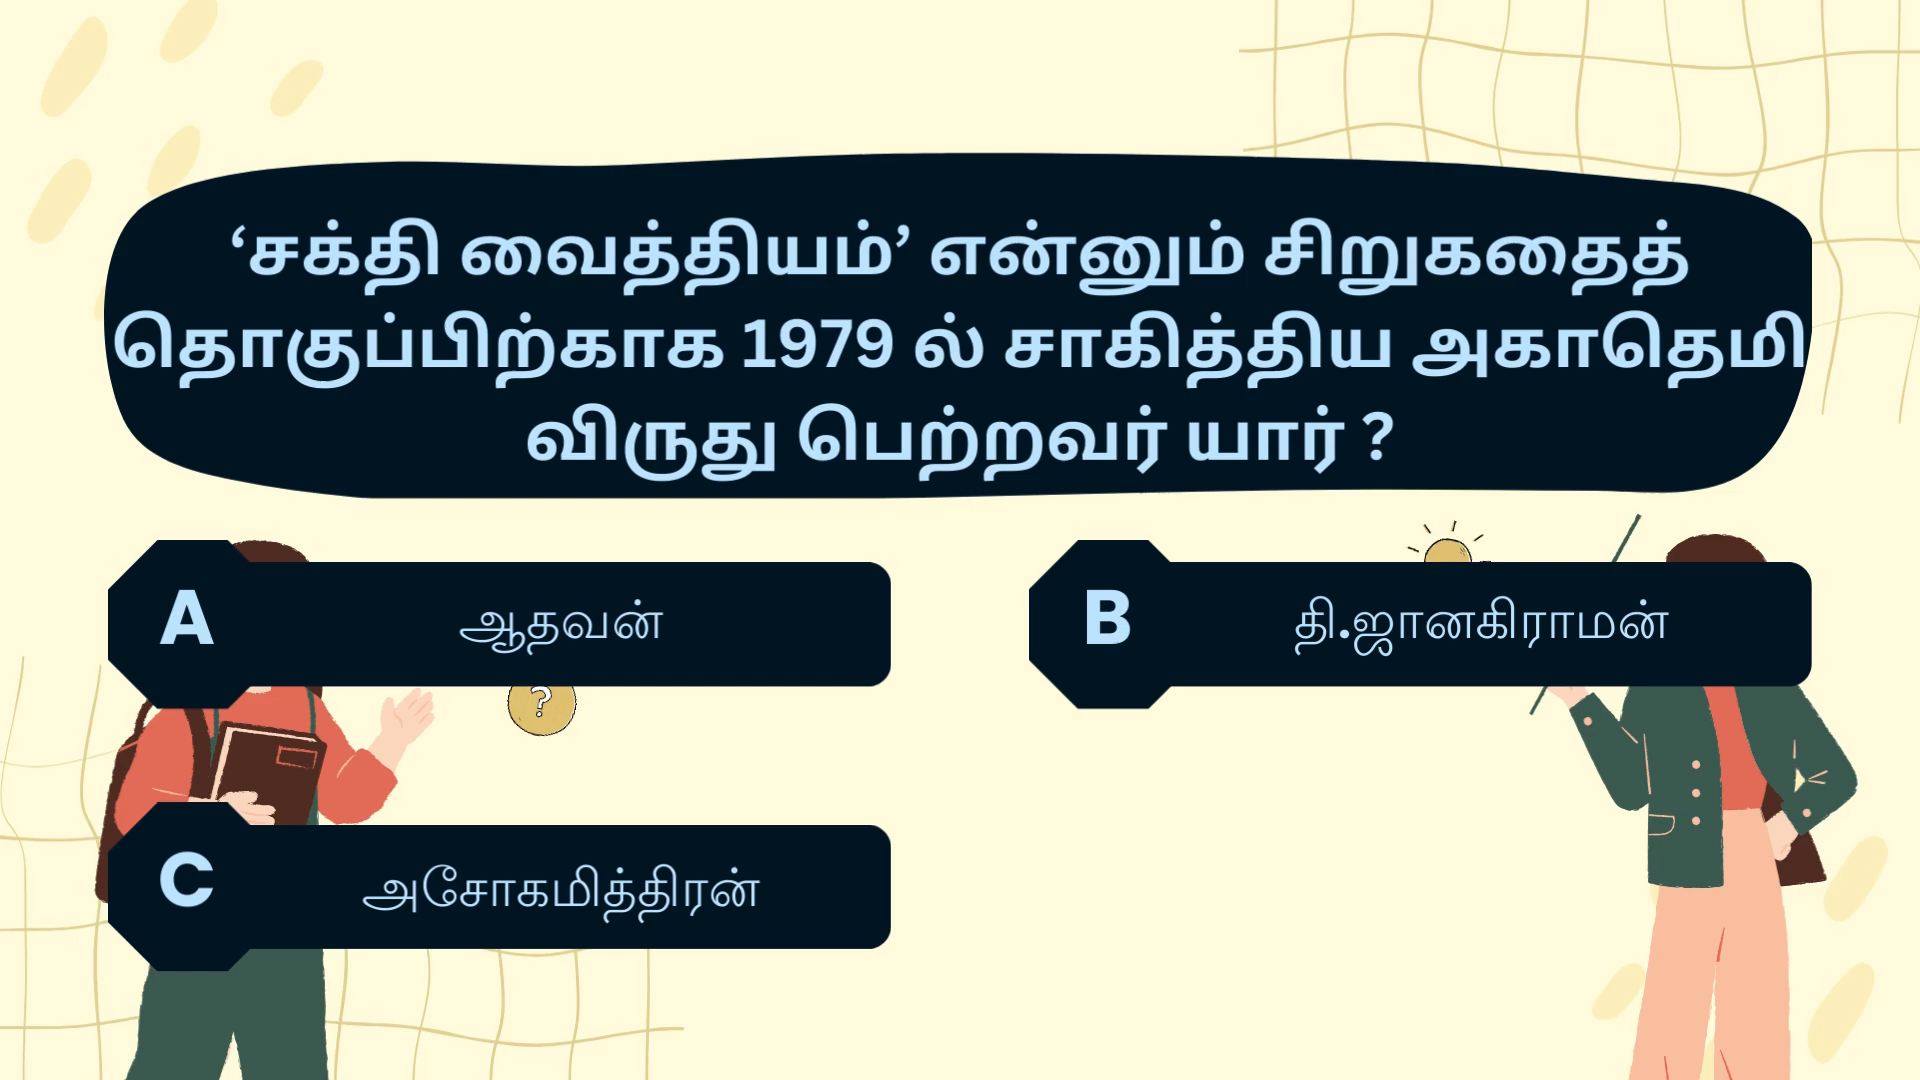 ‘சக்தி வைத்தியம்’ என்னும் சிறுகதைத்
தொகுப்பிற்காக 1979 ல் சாகித்திய அகாதெமி
விருது பெற்றவர் யார் ?
A ஆதவன்
B தி.ஜானகிராமன்
?
C அசோகமித்திரன்